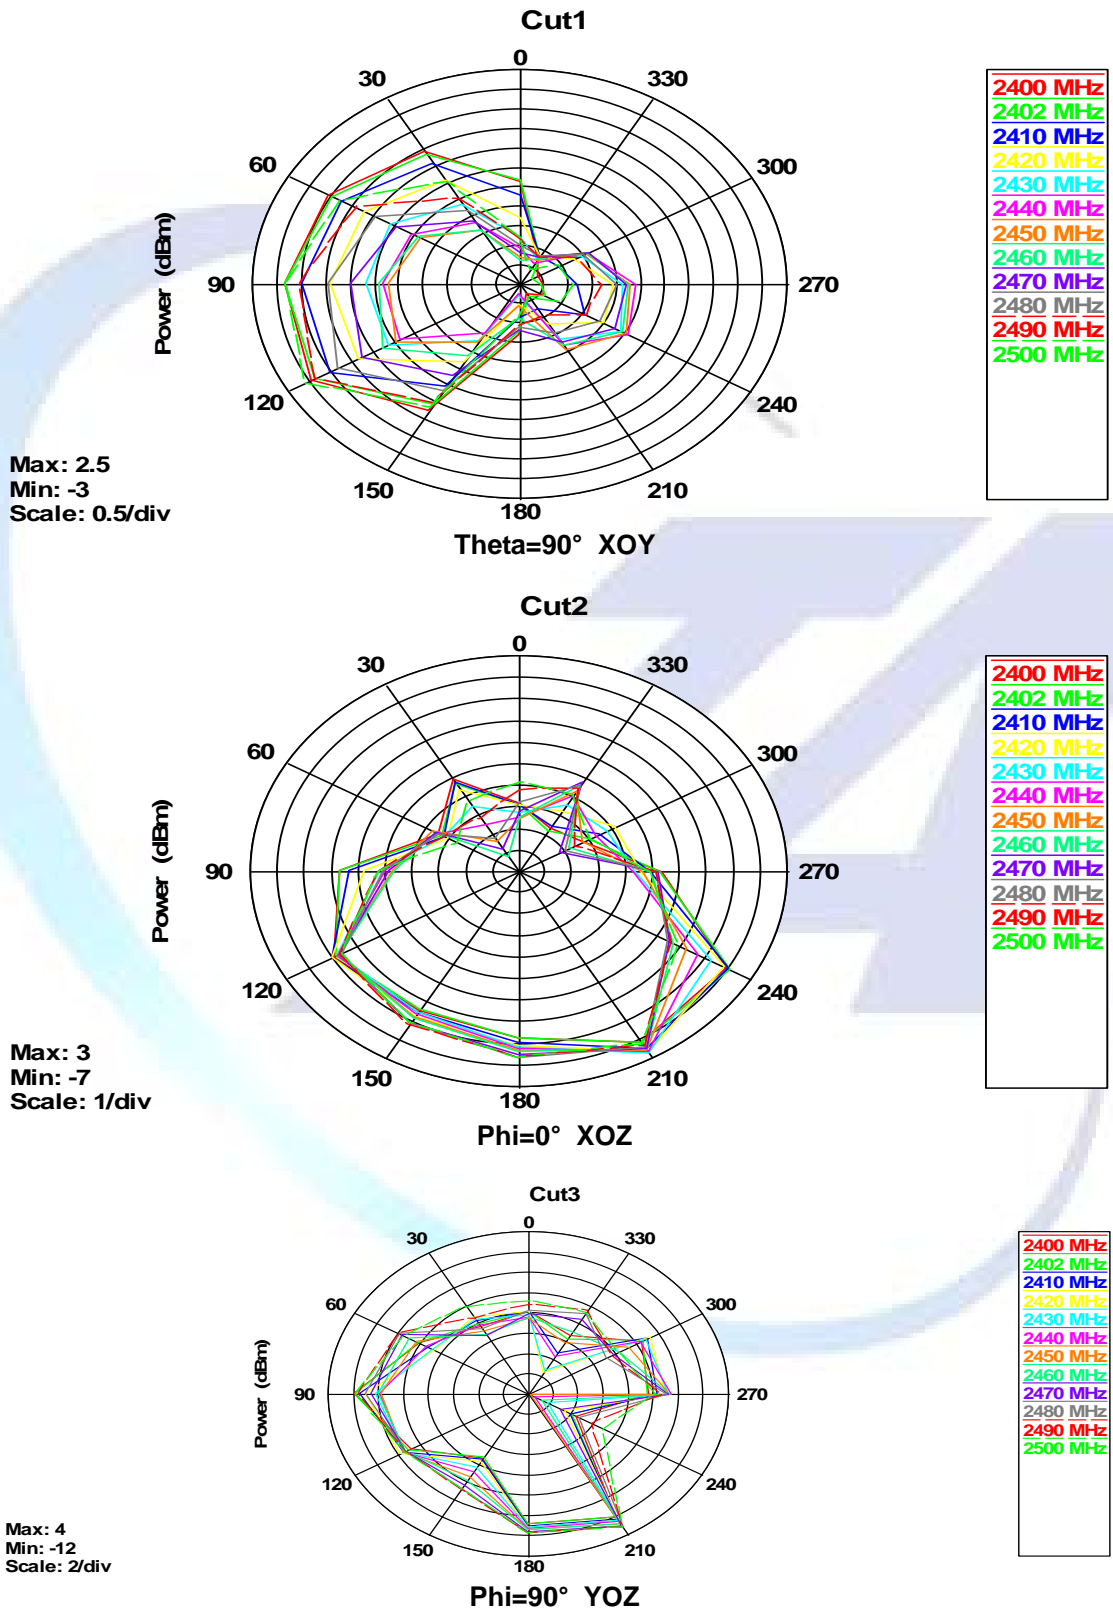 Cut1
0
30
330
60
300
90
270
120
240
150
210
180
Power (dBm)
Max: 2.5
Min: -3
Scale: 0.5/div
Theta=90° XOY
2400 MHz
2402 MHz
2410 MHz
2420 MHz
2430 MHz
2440 MHz
2450 MHz
2460 MHz
2470 MHz
2480 MHz
2490 MHz
2500 MHz
Cut2
0
30
330
60
300
90
270
120
240
150
210
180
Power (dBm)
Max: 3
Min: -7
Scale: 1/div
Phi=0° XOZ
2400 MHz
2402 MHz
2410 MHz
2420 MHz
2430 MHz
2440 MHz
2450 MHz
2460 MHz
2470 MHz
2480 MHz
2490 MHz
2500 MHz
Cut3
0
30
330
60
300
90
270
120
240
150
210
180
Power (dBm)
Max: 4
Min: -12
Scale: 2/div
Phi=90° YOZ
2400 MHz
2402 MHz
2410 MHz
2420 MHz
2430 MHz
2440 MHz
2450 MHz
2460 MHz
2470 MHz
2480 MHz
2490 MHz
2500 MHz